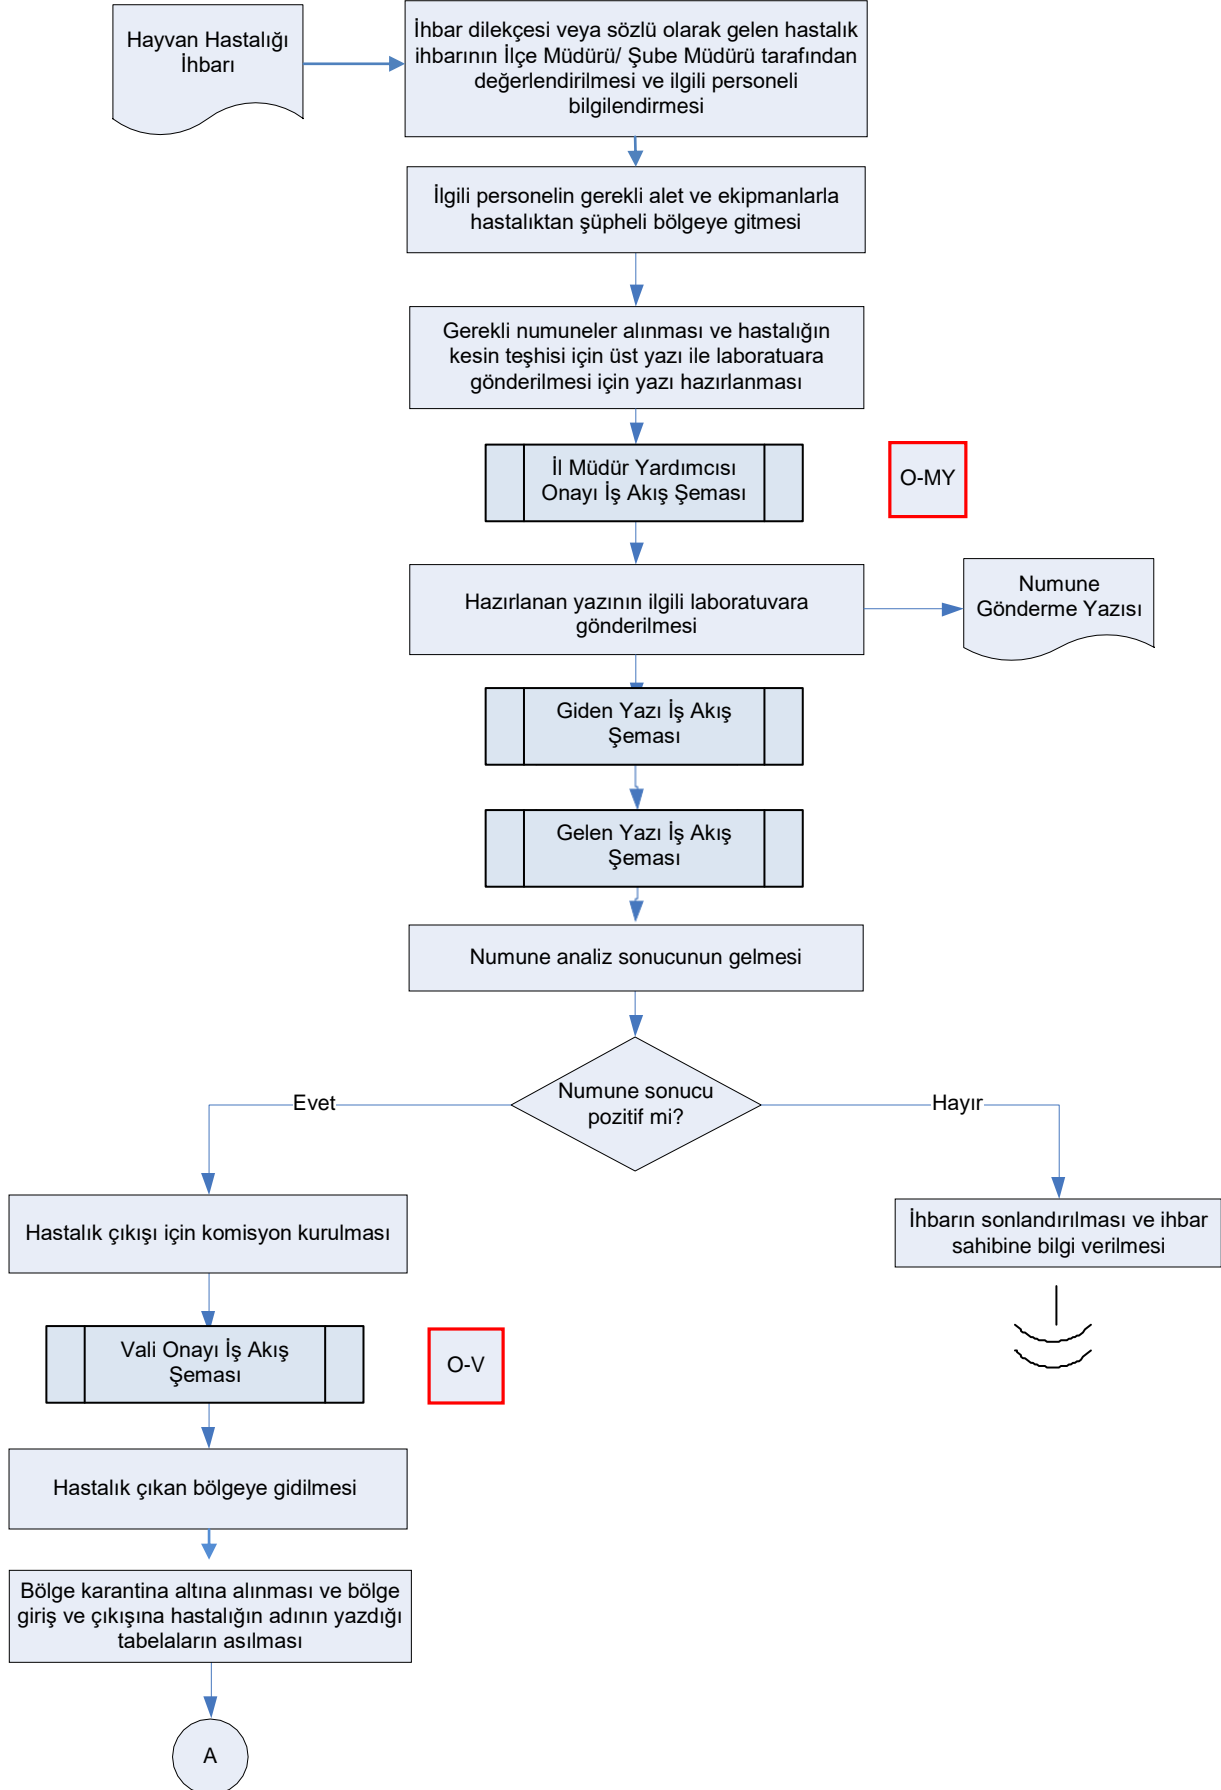 Hayvan Hastalığı
İhbarı
İhbar dilekçesi veya sözlü olarak gelen hastalık
ihbarının İlçe Müdürü/ Şube Müdürü tarafından
değerlendirilmesi ve ilgili personeli
bilgilendirmesi
İlgili personelin gerekli alet ve ekipmanlarla
hastalıktan şüpheli bölgeye gitmesi
Gerekli numuneler alınması ve hastalığın
kesin teşhisi için üst yazı ile laboratuara
gönderilmesi için yazı hazırlanması
İl Müdür Yardımcısı
Onayı İş Akış Şeması
O-MY
Hazırlanan yazının ilgili laboratuvara
gönderilmesi
Numune
Gönderme Yazısı
Giden Yazı İş Akış
Şeması
Gelen Yazı İş Akış
Şeması
Numune analiz sonucunun gelmesi
Numune sonucu
pozitif mi?
Evet
Hayır
Hastalık çıkışı için komisyon kurulması
İhbarın sonlandırılması ve ihbar
sahibine bilgi verilmesi
Vali Onayı İş Akış
Şeması
O-V
Hastalık çıkan bölgeye gidilmesi
Bölge karantina altına alınması ve bölge
giriş ve çıkışına hastalığın adının yazdığı
tabelaların asılması
A